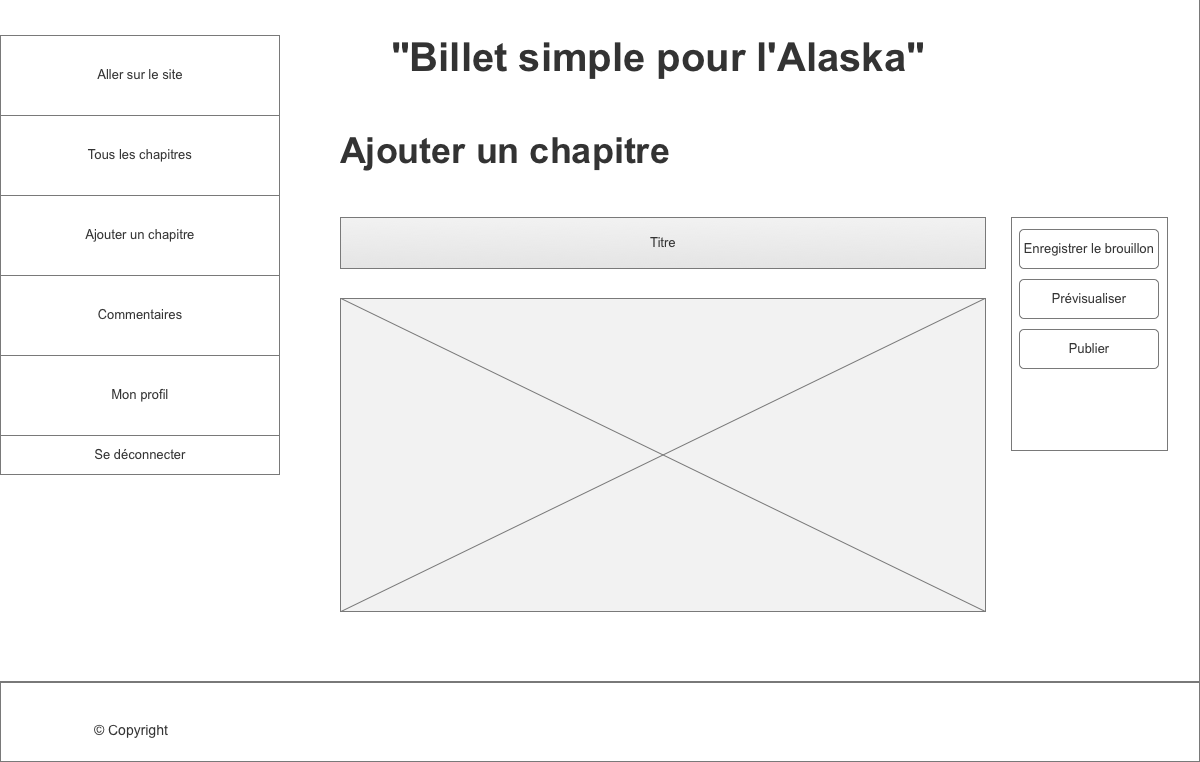 "Billet simple pour l'Alaska"
Aller sur le site
Tous les chapitres
Ajouter un chapitre
Commentaires
Mon profil
Se déconnecter
Ajouter un chapitre
Titre
Enregistrer le brouillon
Prévisualiser
Publier
© Copyright